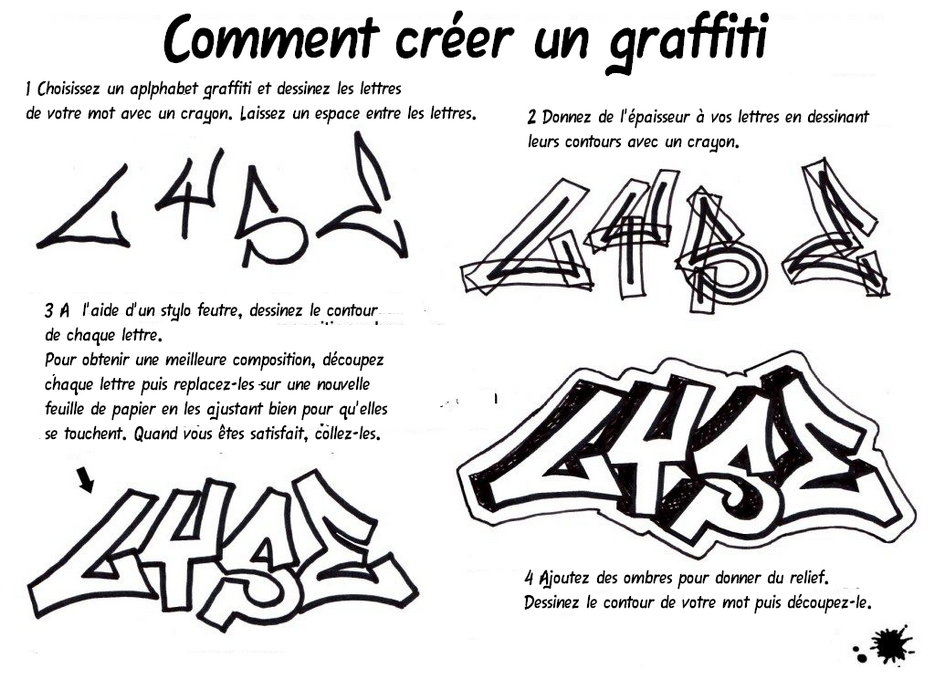 Comment créer un graffiti
1 Choisissez un aplphabet graffiti et dessinez les lettres
de votre mot avec un crayon. Laissez un espace entre les lettres.
LYSE
2 Donnez de l'épaisseur à vos lettres en dessinant
leurs contours avec un crayon.
LYSE
3 A l'aide d'un stylo feutre, dessinez le contour
de chaque lettre.
Pour obtenir une meilleure composition, découpez
chaque lettre puis replacez-les sur une nouvelle
feuille de papier en les ajustant bien pour qu'elles
se touchent. Quand vous êtes satisfait, collez-les.
LYSE
LYSE
4 Ajoutez des ombres pour donner du relief.
Dessinez le contour de votre mot puis découpez-le.